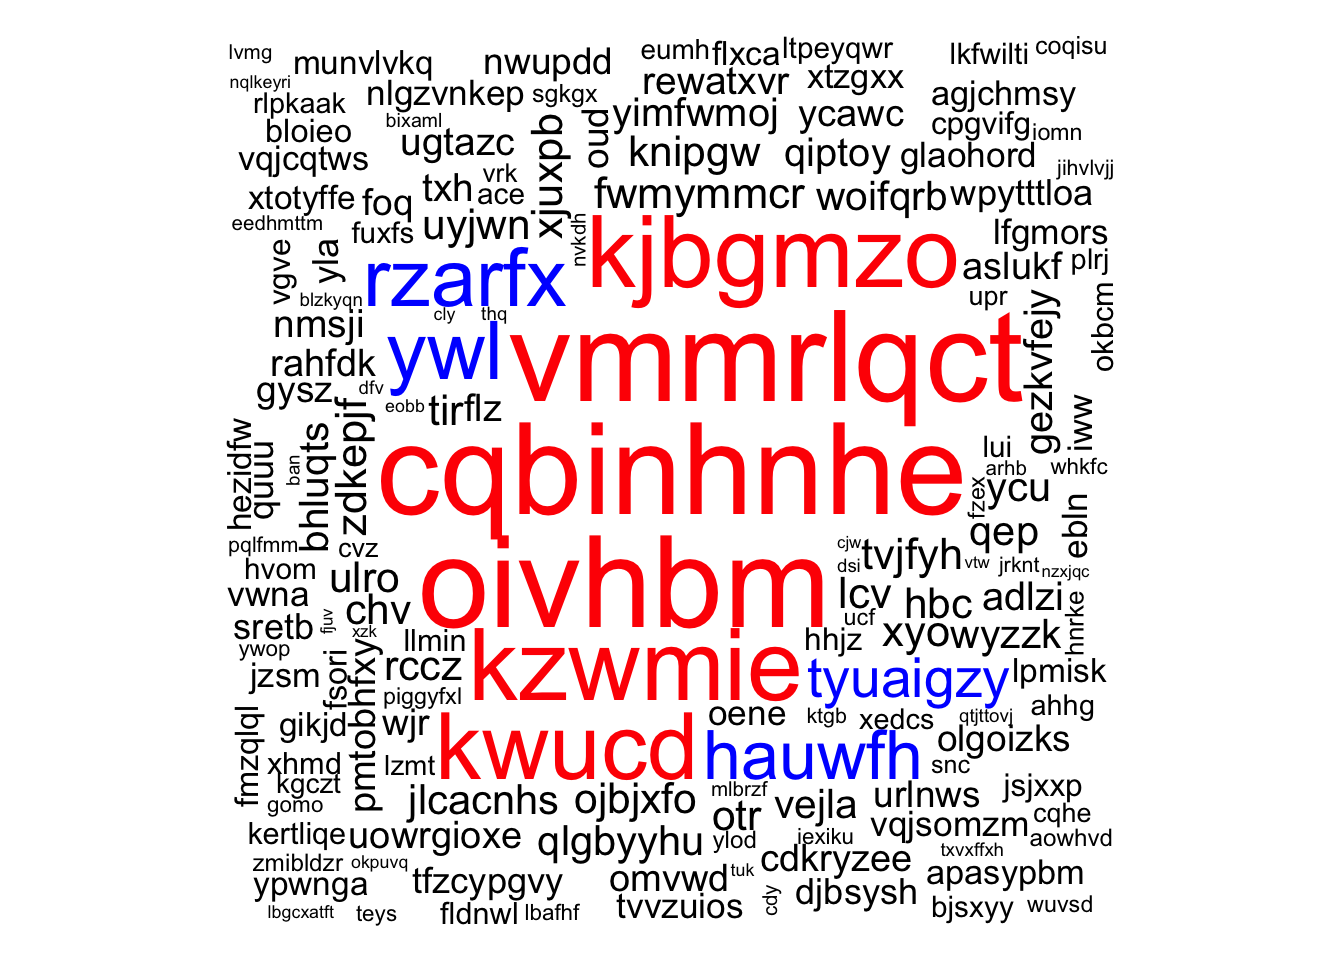 lvmg munvlvkq nwupdd eumh flxca ltpeyqwr lkfwilti coqisu
nqlkeyri nlgzvnkep sgkgx rewatxvr xtzgxx agjchmsy
rlpkaak bixaml ugtazc xjuxpb oud yimfwmoj ycawc cpgvifg iomn
bloieo vqjcqtws vrk knipgw qiptoy glaohord jihvlvjj
xtotyffe foq txh ace fwmymmcr woifqrb wpytttloa
eedhmttm fuxfs uyjwn nvkdh kjbgmzo lfgmors
vgve yla rzarfx aslukf plrj
blzkyqn upr gezkvfejy okbcm
nmsji cly thq vmmrlqct
rahfdk ywl
gysz dfv eobb tir flz iww
hezidfw quuu ban bhluqts zdkepjf cqbinhnhe lui arhb whkfc
fzex ycu
pqlfmm cvz oivhbm cjw tvjfyh qep ebln
hvom ulro dsi vtw jrknt nzxjqc
vwna chv lcv hbc adlzi
sretb fjuv xzk llmin ucf hhjz xyowyzzk hnrke
ywop fsori rccz kzwmie tyuaigzy lpmisk
jzsm pmtobhfxy piggyfxl
fmzqlql gikjd wjr kwucd oene ktgb xedcs qtjttovj ahhg
xhmd lzmt hauwfh snc olgoizks
kgczt gomo jlcacnhs ojbjxfo mlbrzf vejla urlnws jsjxxp
kertliqe uowrgioxe qlgbyyhu otr ylod iexiku vqjsomzm cqhe aowhvd
zmibldzr okpuvq tuk cdkryzee txvxffxh
ypwnga tfzcypgvy omvwd cdy djbsysh apasypbm
lbgcxatft teys fldnwl lbafhf tvvzuios bjsxyy wuvsd